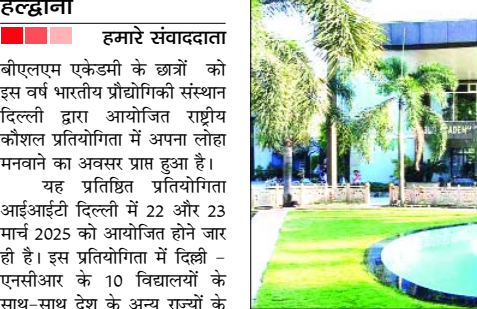 हल्द्वानी
हमारे संवाददाता
बीएलएम एकेडमी के छात्रों को
इस वर्ष भारतीय प्रौद्योगिकी संस्थान
दिल्ली द्वारा आयोजित राष्ट्रीय
कौशल प्रतियोगिता में अपना लोहा
मनवाने का अवसर प्राप्त हुआ है।
यह प्रतिष्ठित प्रतियोगिता
आईआईटी दिल्ली में 22 और 23
मार्च 2025 को आयोजित होने जार
ही है। इस प्रतियोगिता में दिल्ली -
एनसीआर के 10 विद्यालयों के
साथ-साथ देश के अन्य राज्यों के